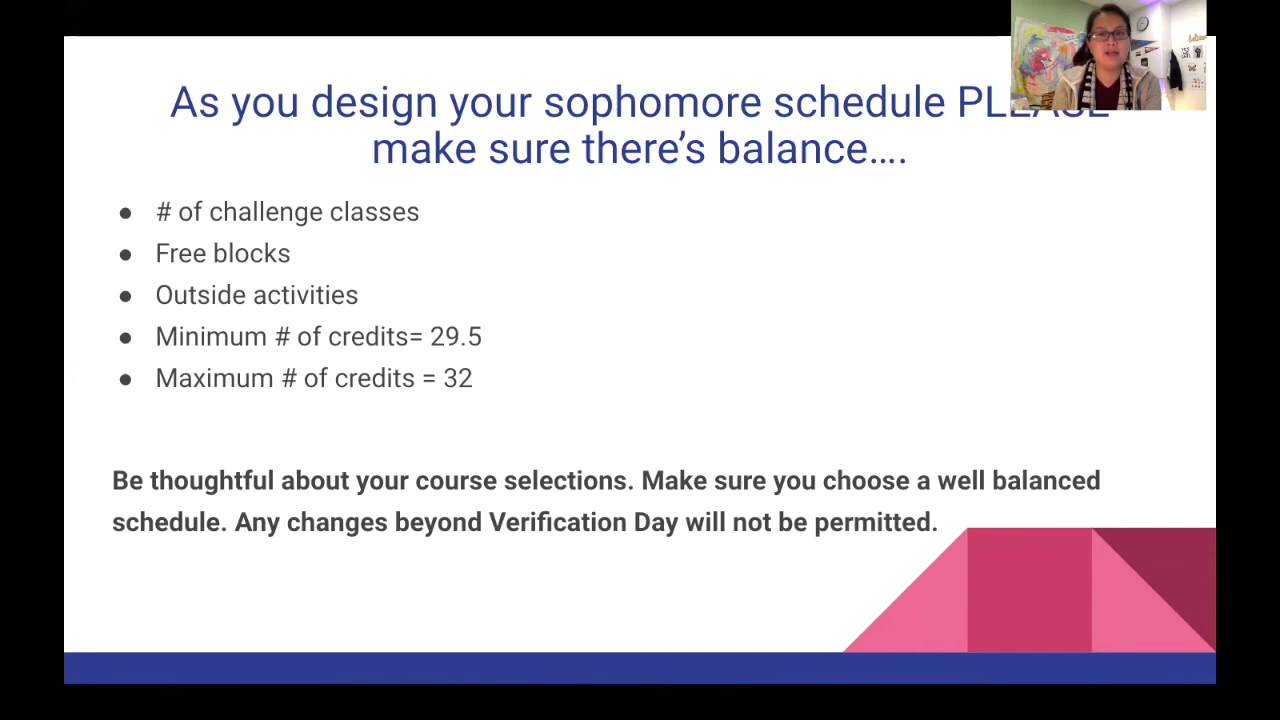 As you design your sophomore schedule PLEASE
make sure there's balance....
● # of challenge classes
● Free blocks
● Outside activities
● Minimum # of credits= 29.5
● Maximum # of credits = 32
Be thoughtful about your course selections. Make sure you choose a well balanced
schedule. Any changes beyond Verification Day will not be permitted.